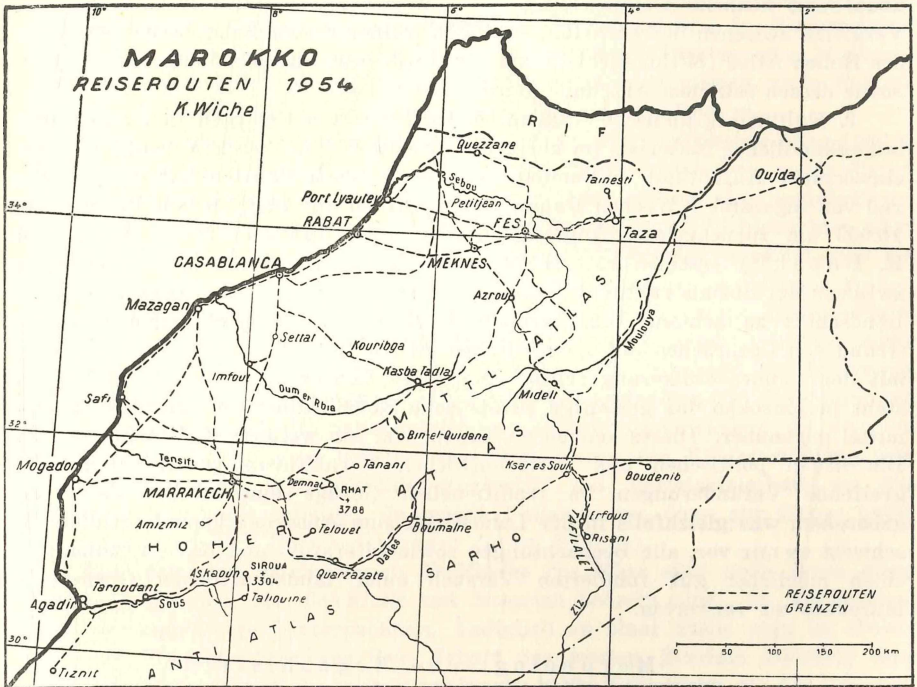 10°
8°
6°
4°
2°
MAROKKO
REISEROUTEN 1954
K.Wiche
RIF
Quezzane
Tainesti
Oujda
Sebou
Port Lyautey
Petitjean
34°
RABAT
FES
Taza
MEKNES
CASABLANCA
Azrou
Mazagan
Moulouya
Settat
Kouribga
Imfout
Kasba Tadla
Oum er Rbia
Midelt
MITTL. ATLAS
Safi
Bin-el-Quidane
32°
Tensift
Tanant
Ksar es Souk
Boudenib
Mogador
MARRAKECH
Demnat
RHAT
3788
Amizmiz
Telouet
Boumalne
Erfoud
Risani
HOHER ATLAS
Dades
SARHO
TAFILALT
Askaoun
SIROUA
3304
Quarzazate
Taroudant
Taliouine
Ziz
Agadir
Sous
REISEROUTEN
GRENZEN
30°
ANTIATLAS
0 50 100 150 200 km
Tiznit